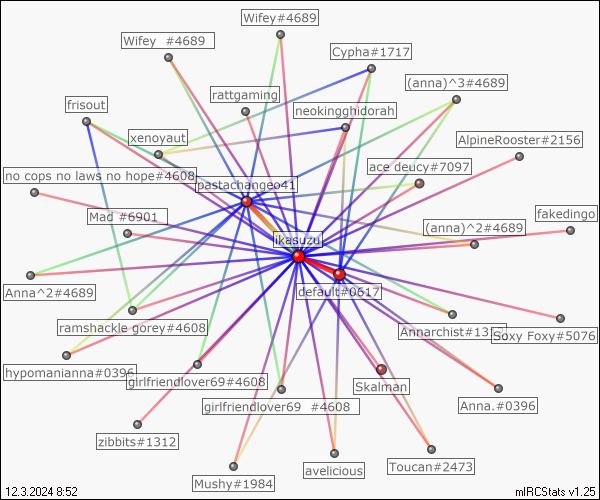 Wifey#4689
Wifey  #4689
Cypha#1717
(anna)^3#4689
rattgaming
frisout
neokingghidorah
xenoyaut
AlpineRooster#2156
ace deucy#7097
no cops no laws no hope#4608
pastachangeo41
Mad #6901
fakedingo
(anna)^2#4689
ikasuzu
default#0617
Anna^2#4689
ramshackle gorey#4608
Annarchist#13
Soxy Foxy#5076
hypomanianna#0396
girlfriendlover69#4608
Skalman
girlfriendlover69  #4608
Anna.#0396
zibbits#1312
avelicious
Toucan#2473
Mushy#1984
12.3.2024 8:52
mIRCStats v1.25